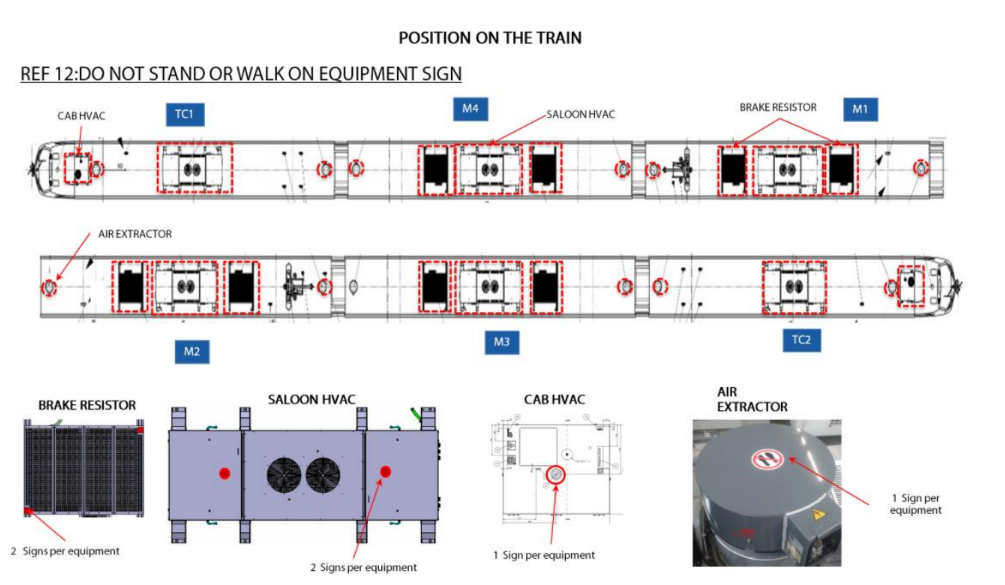 POSITION ON THE TRAIN
REF 12:DO NOT STAND OR WALK ON EQUIPMENT SIGN
CAB HVAC
TC1
M4
SALOON HVAC
BRAKE RESISTOR
M1
AIR EXTRACTOR
M2
M3
TC2
BRAKE RESISTOR
SALOON HVAC
CAB HVAC
AIR
EXTRACTOR
1 Sign per
equipment
2 Signs per equipment
2 Signs per equipment
1 Sign per equipment